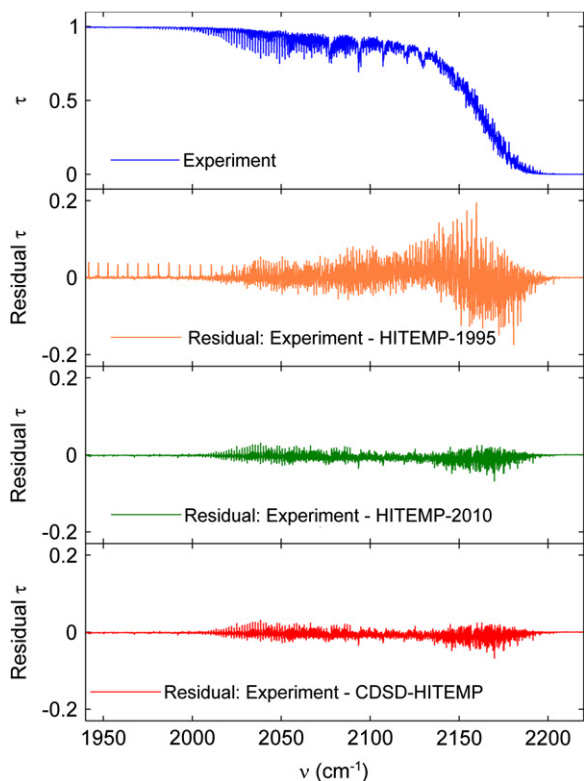 1
0.5
0
τ
Experiment
0.2
0
-0.2
Residual τ
Residual: Experiment - HITEMP-1995
0.2
0
-0.2
Residual τ
Residual: Experiment - HITEMP-2010
0.2
0
-0.2
Residual τ
Residual: Experiment - CDSD-HITEMP
1950 2000 2050 2100 2150 2200
ν (cm⁻¹)